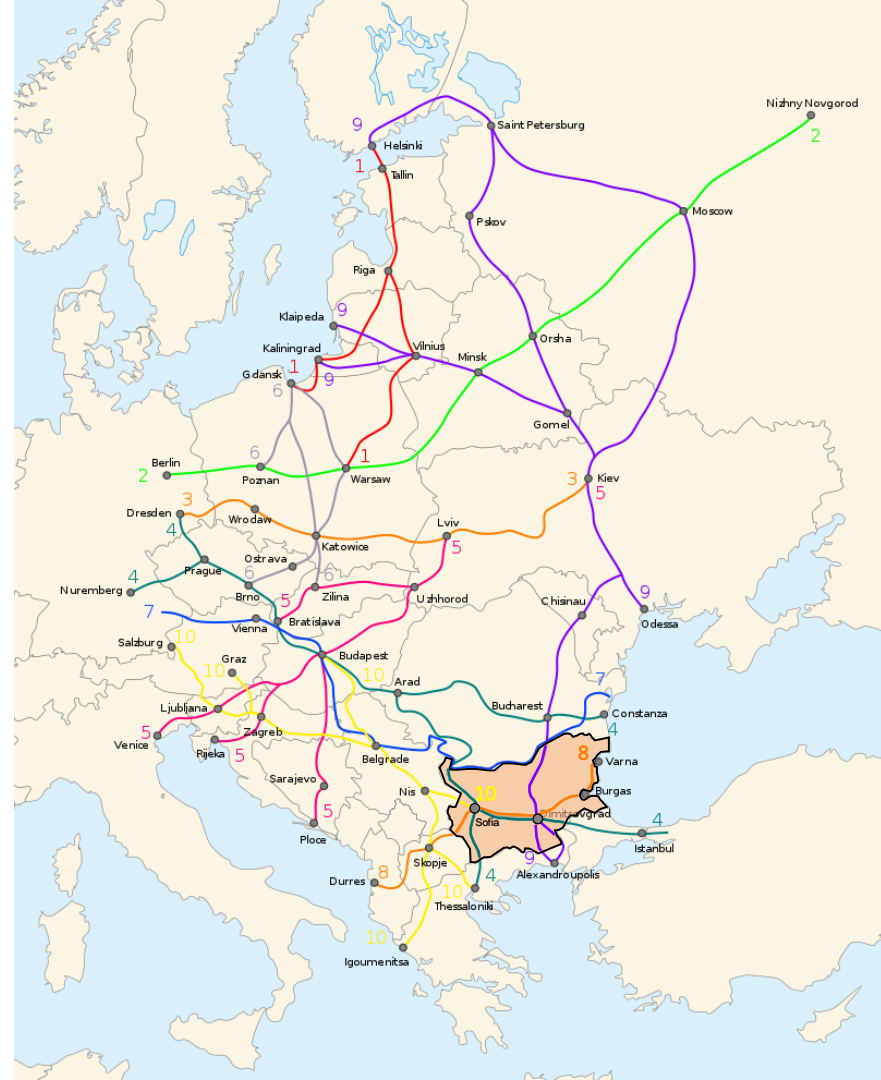 Nizhny Novgorod
2
9
Saint Petersburg
Helsinki
1
Tallin
Moscow
Pskov
Riga
Klaipeda
9
Kaliningrad
Vilnius
Orsha
Minsk
1
Gdansk
9
6
Gomel
Berlin
6
1
2
Poznan
Warsaw
3
Kiev
5
Dresden
3
Wrodaw
Lviv
4
Katowice
5
Ostrava
Prague
Nuremberg
4
6
Brno
6
Zilina
Uzhhorod
5
Chisinau
9
Odessa
7
Vienna
Bratislava
Salzburg
10
Graz
10
Budapest
10
Arad
7
Ljubljana
Bucharest
Constanza
4
5
Venice
Zagreb
Rijeka
5
Belgrade
8
Varna
Sarajevo
Nis
10
Burgas
5
Ploce
Sofia
Dimitrovgrad
4
Istanbul
Skopje
9
Alexandroupolis
8
Durres
4
10
Thessaloniki
10
Igoumenitsa